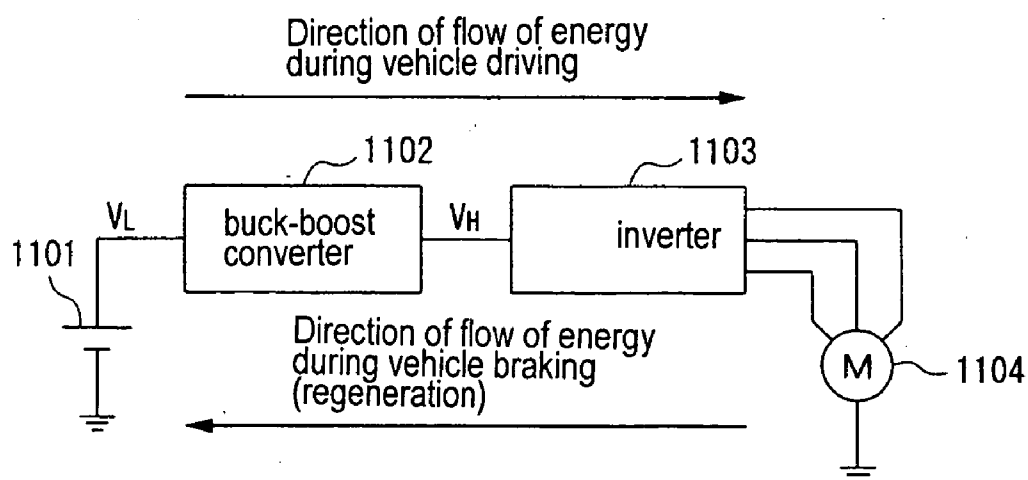 Direction of flow of energy
during vehicle driving
1102
1103
VL
buck-boost
converter
VH
inverter
1101
Direction of flow of energy
during vehicle braking
(regeneration)
M
1104